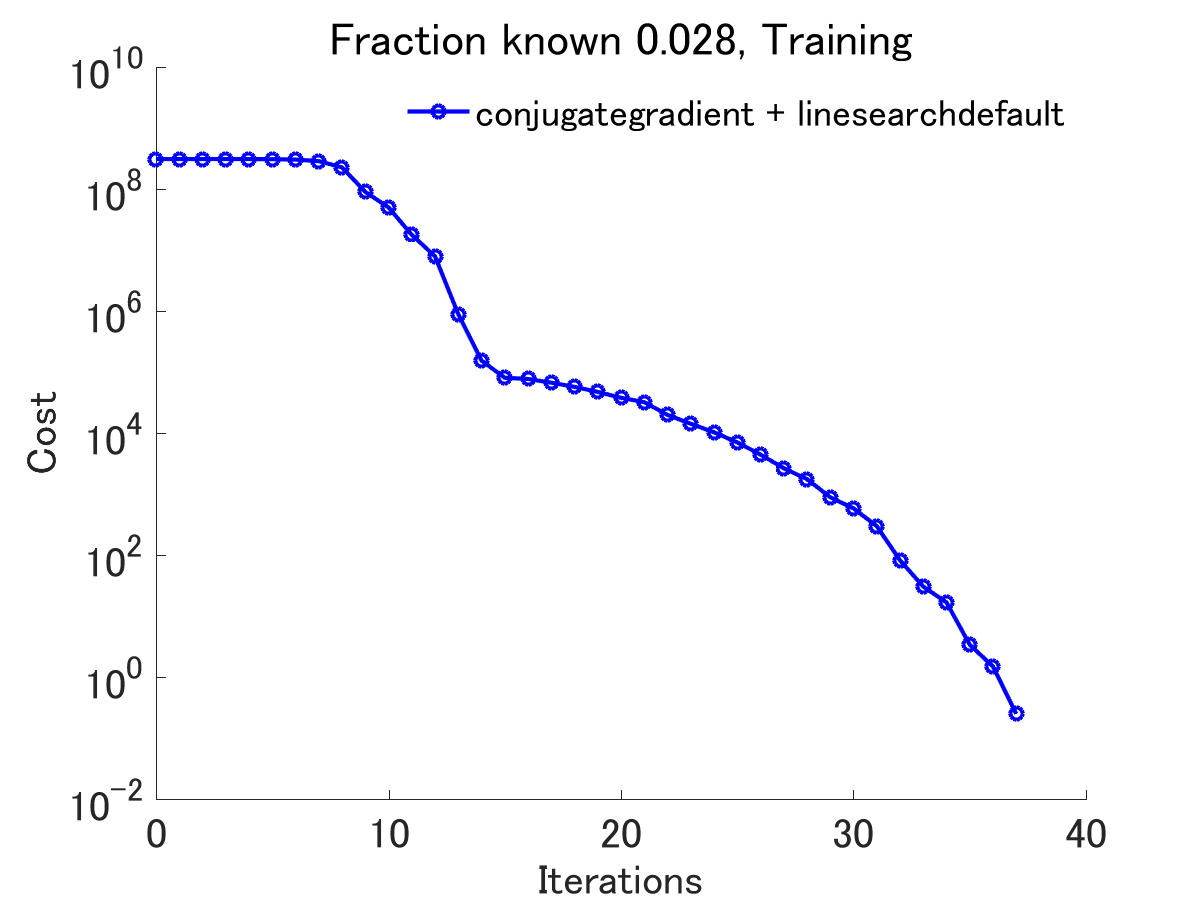 Fraction known 0.028, Training
conjugategradient + linesearchdefault
10^10
10^8
10^6
10^4
10^2
10^0
10^-2
Cost
0 10 20 30 40
Iterations